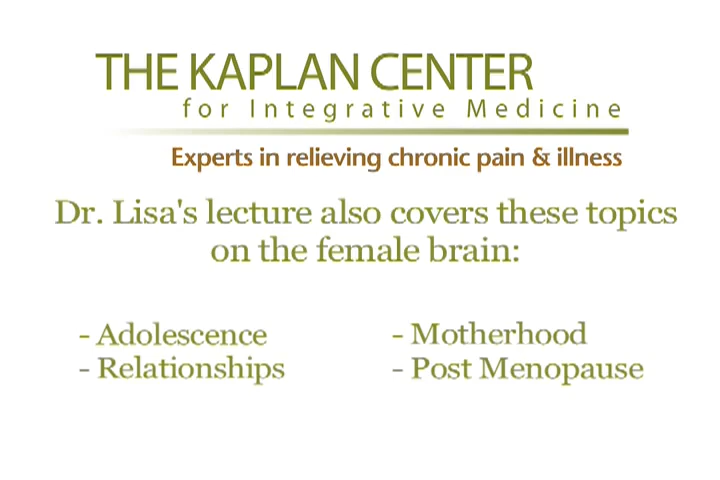 THE KAPLAN CENTER
for Integrative Medicine
Experts in relieving chronic pain & illness
Dr. Lisa's lecture also covers these topics
on the female brain:
- Adolescence
- Relationships
- Motherhood
- Post Menopause